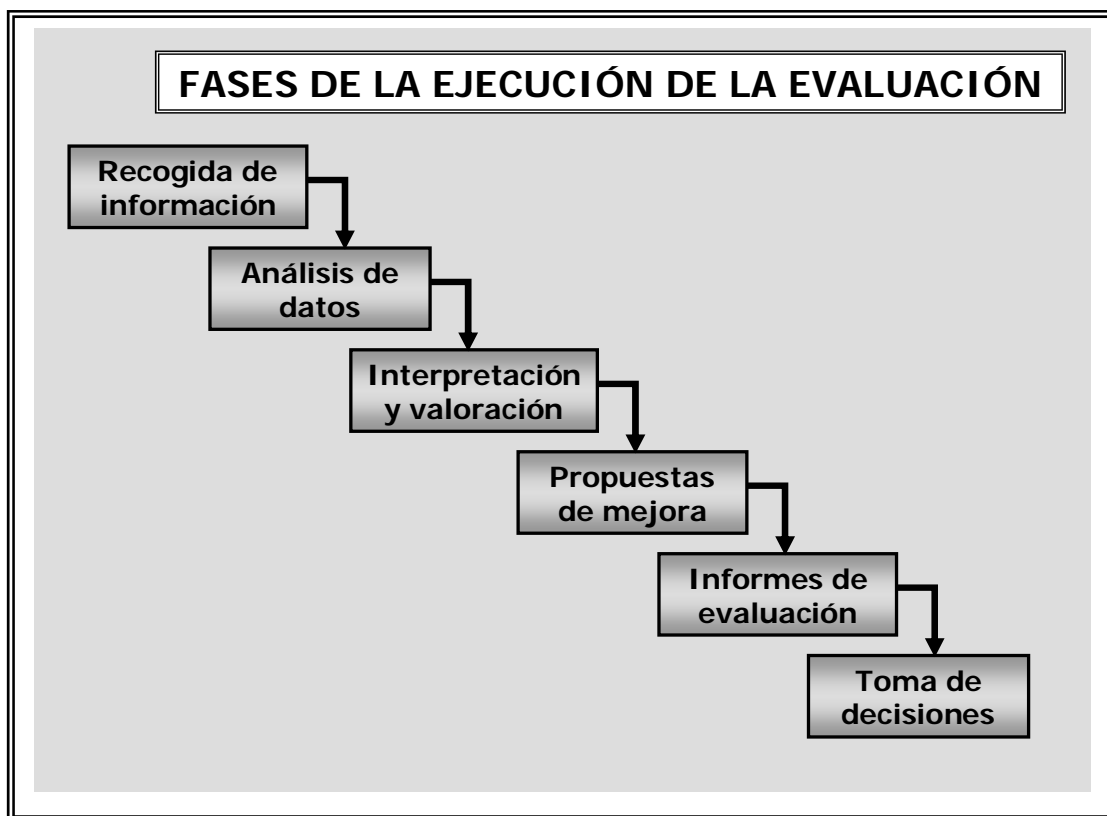 FASES DE LA EJECUCIÓN DE LA EVALUACIÓN
Recogida de
información
Análisis de
datos
Interpretación
y valoración
Propuestas
de mejora
Informes de
evaluación
Toma de
decisiones